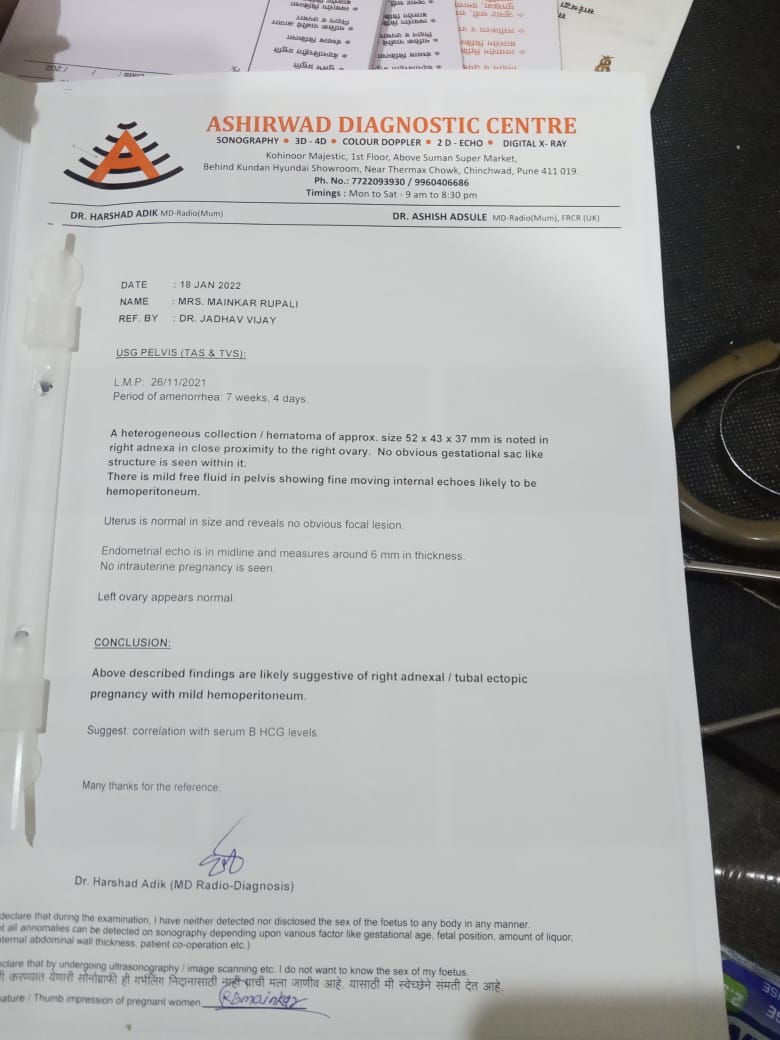 ASHIRWAD DIAGNOSTIC CENTRE
SONOGRAPHY • 3D - 4D • COLOUR DOPPLER • 2 D - ECHO • DIGITAL X- RAY
Kohinoor Majestic, 1st Floor, Above Suman Super Market,
Behind Kundan Hyundai Showroom, Near Thermax Chowk, Chinchwad, Pune 411 019.
Ph. No.: 7722093930 / 9960406686
Timings : Mon to Sat - 9 am to 8:30 pm
DR. HARSHAD ADIK MD-Radio(Mum) DR. ASHISH ADSULE MD-Radio(Mum), FRCR (UK)
DATE : 18 JAN 2022
NAME : MRS. MAINKAR RUPALI
REF. BY : DR. JADHAV VIJAY
USG PELVIS (TAS & TVS):
L.M.P: 26/11/2021
Period of amenorrhea: 7 weeks, 4 days.
A heterogeneous collection / hematoma of approx. size 52 x 43 x 37 mm is noted in
right adnexa in close proximity to the right ovary. No obvious gestational sac like
structure is seen within it.
There is mild free fluid in pelvis showing fine moving internal echoes likely to be
hemoperitoneum.
Uterus is normal in size and reveals no obvious focal lesion.
Endometrial echo is in midline and measures around 6 mm in thickness.
No intrauterine pregnancy is seen.
Left ovary appears normal.
CONCLUSION:
Above described findings are likely suggestive of right adnexal / tubal ectopic
pregnancy with mild hemoperitoneum.
Suggest: correlation with serum B HCG levels.
Many thanks for the reference.
Dr. Harshad Adik (MD Radio-Diagnosis)
declare that during the examination, I have neither detected nor disclosed the sex of the foetus to any body in any manner.
t all annomalies can be detected on sonography depending upon various factor like gestational age, fetal position, amount of liquor,
ternal abdominal wall thickness, patient co-operation etc.)
clare that by undergoing ultrasonography / image scanning etc. I do not want to know the sex of my foetus.
ी करण्यात येणारी सोनोग्राफी ही गर्भलिंग निदानासाठी नाही याची मला जाणीव आहे. यासाठी मी स्वेच्छेने संमती देत आहे.
ature / Thumb impression of pregnant women RBmainkar